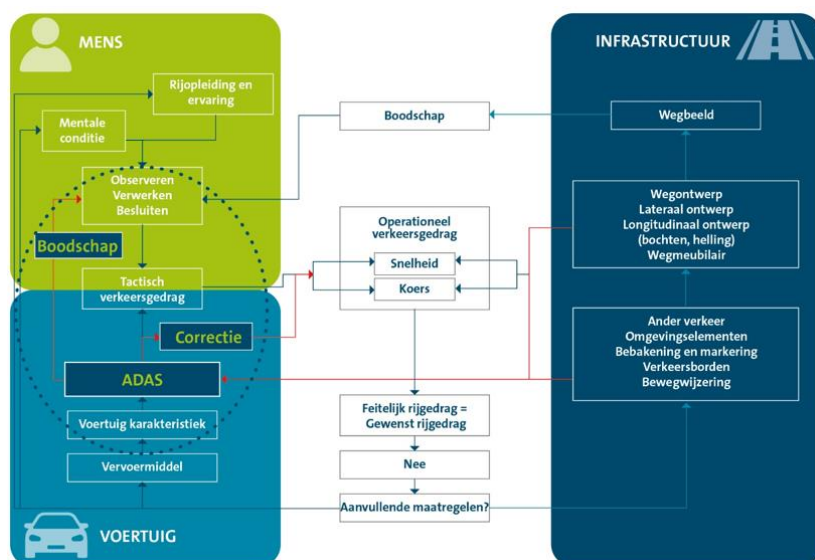 MENS
Rijopleiding en
ervaring
Mentale
conditie
Observeren
Verwerken
Besluiten
Boodschap
Tactisch
verkeersgedrag
Correctie
ADAS
Voertuig karakteristiek
Vervoermiddel
VOERTUIG
Boodschap
Operationeel
verkeersgedrag
Snelheid
Koers
Feitelijk rijgedrag =
Gewenst rijgedrag
Nee
Aanvullende maatregelen?
INFRASTRUCTUUR
Wegbeeld
Wegontwerp
Lateraal ontwerp
Longitudinaal ontwerp
(bochten, helling)
Wegmeubilair
Ander verkeer
Omgevingselementen
Bebakening en markering
Verkeersborden
Bewegwijzering